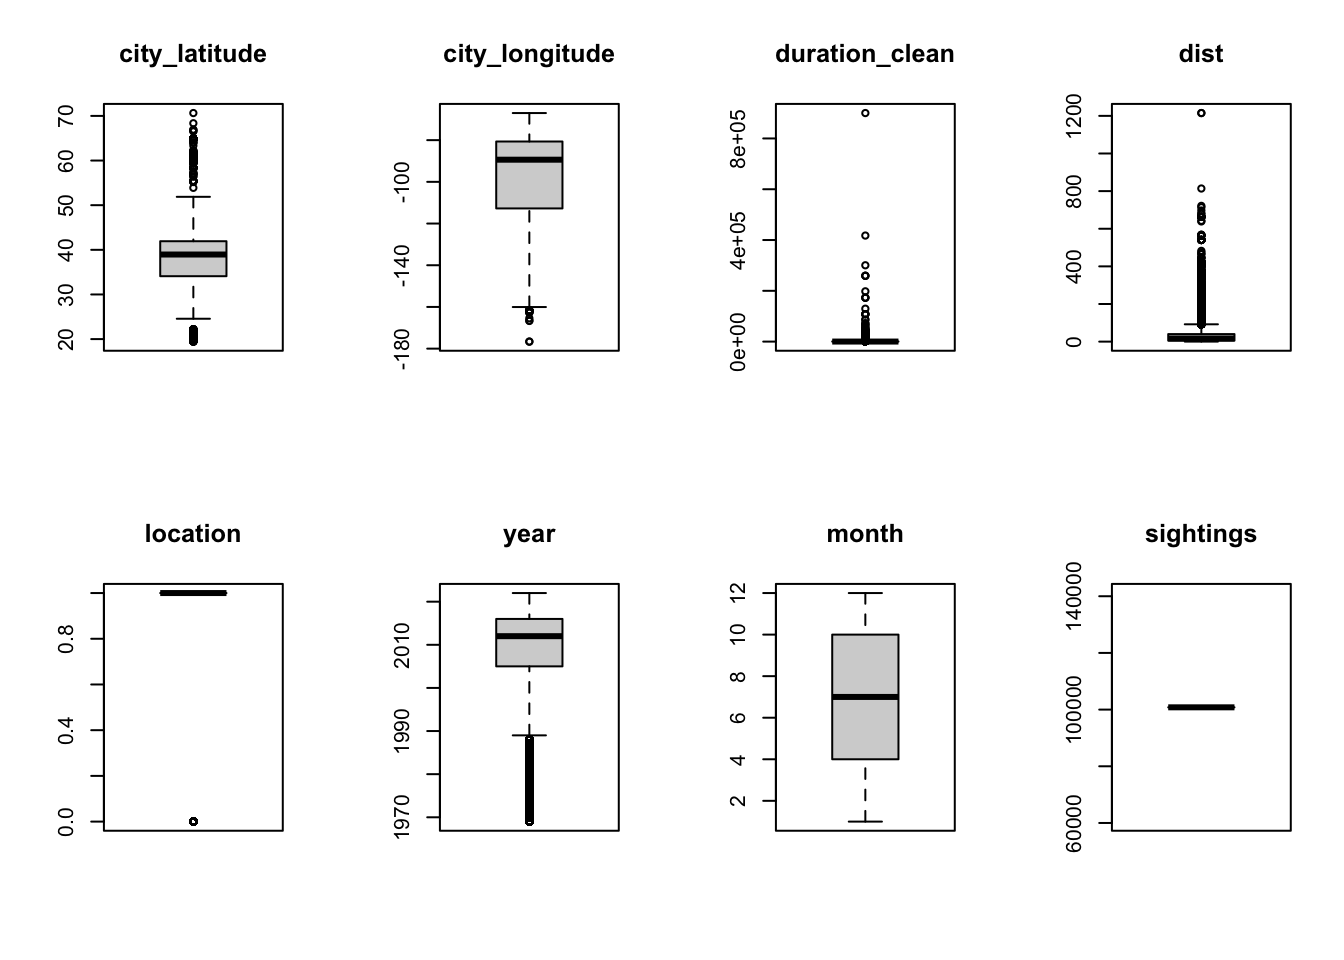 city_latitude
20 30 40 50 60 70
city_longitude
-180 -140 -100
duration_clean
0e+00 4e+05 8e+05
dist
0 400 800 1200
location
0.0 0.4 0.8
year
1970 1990 2010
month
2 4 6 8 10 12
sightings
60000 100000 140000